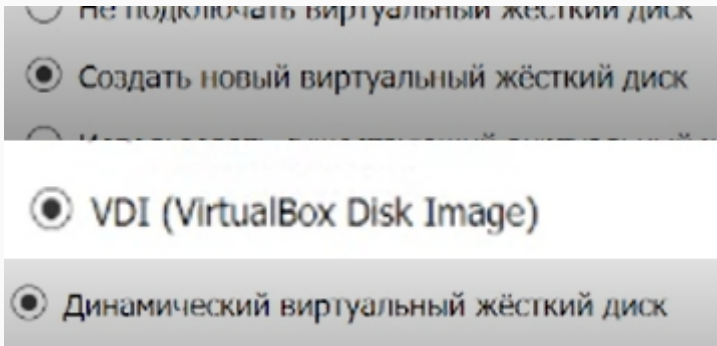 Не подключать виртуальный жёсткий диск
Создать новый виртуальный жёсткий диск
VDI (VirtualBox Disk Image)
Динамический виртуальный жёсткий диск